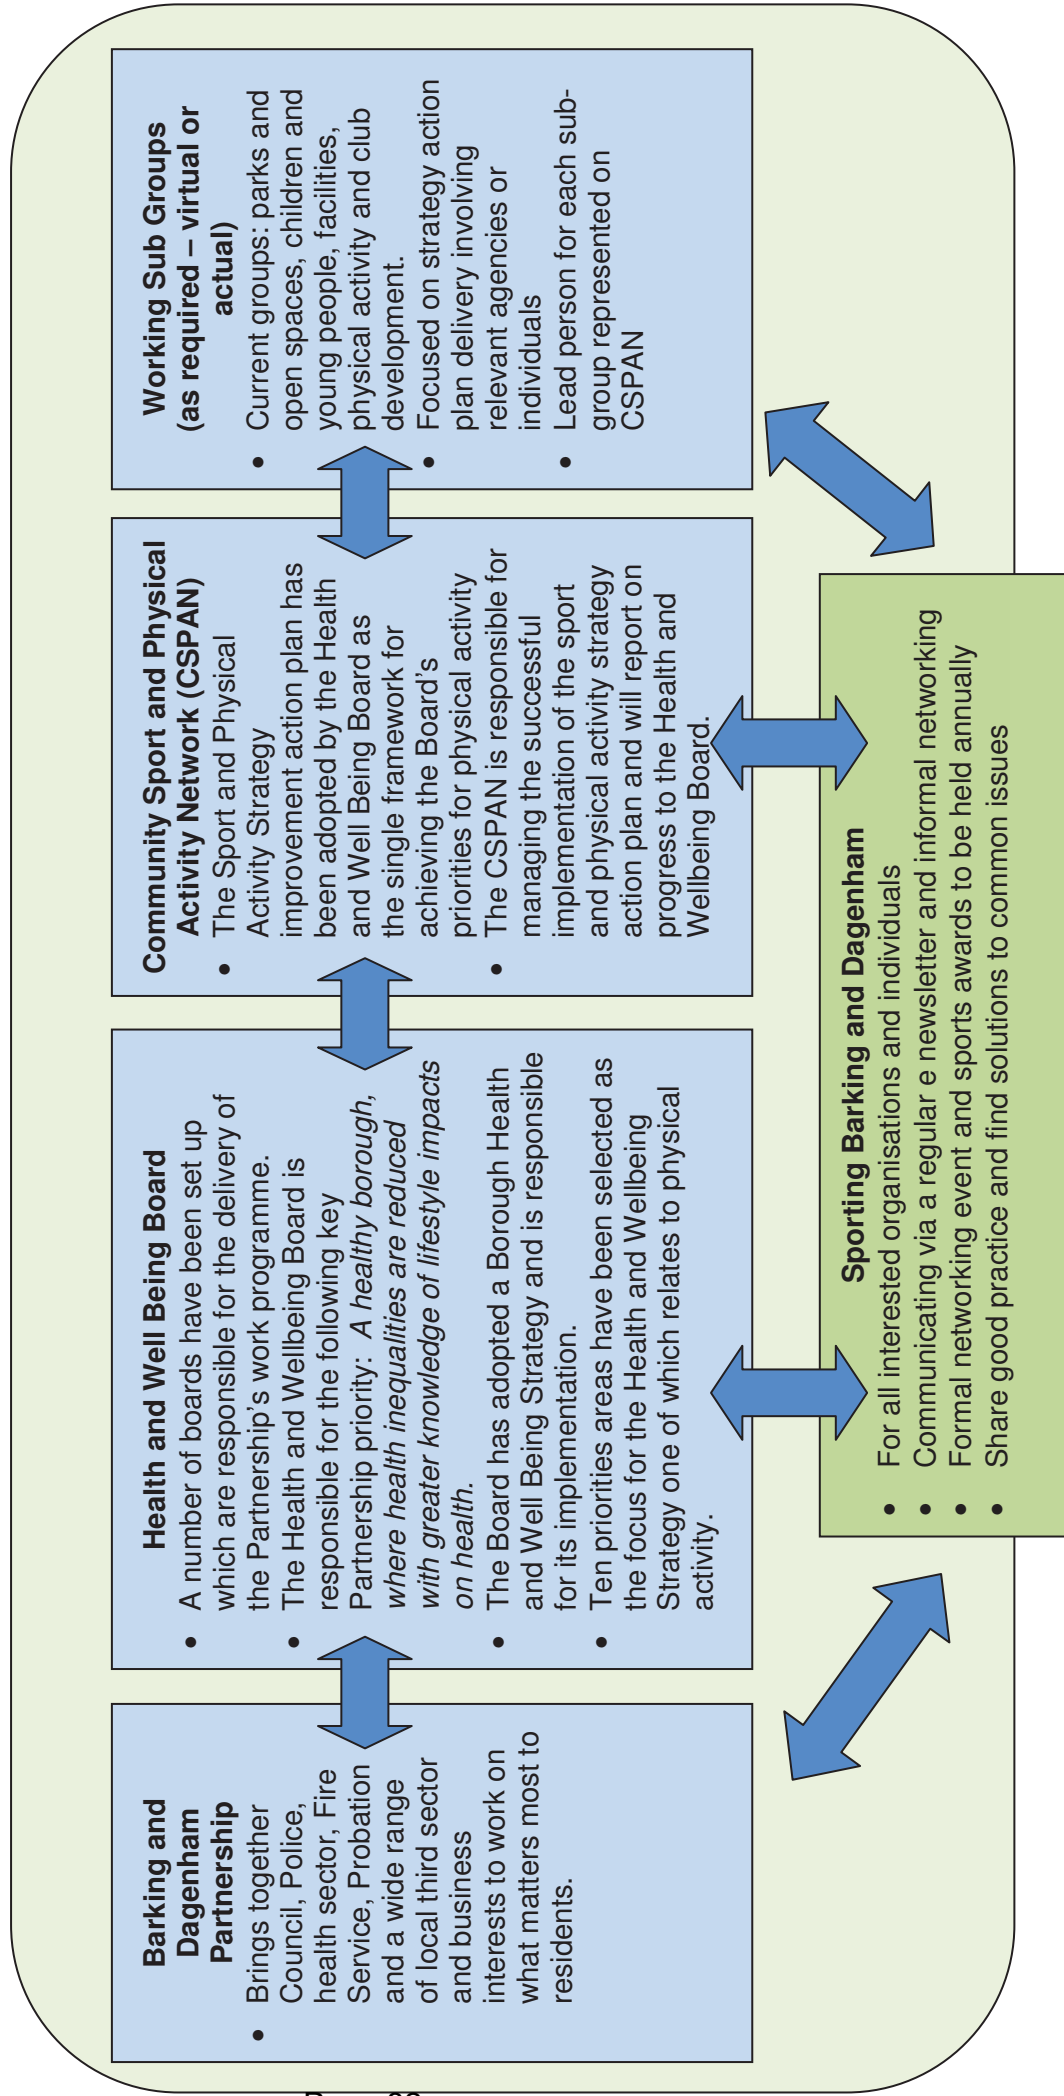 Barking and
Dagenham
Partnership
• Brings together
Council, Police,
health sector, Fire
Service, Probation
and a wide range
of local third sector
and business
interests to work on
what matters most to
residents.
Health and Well Being Board
• A number of boards have been set up
which are responsible for the delivery of
the Partnership's work programme.
• The Health and Wellbeing Board is
responsible for the following key
Partnership priority: A healthy borough,
where health inequalities are reduced
with greater knowledge of lifestyle impacts
on health.
• The Board has adopted a Borough Health
and Well Being Strategy and is responsible
for its implementation.
• Ten priorities areas have been selected as
the focus for the Health and Wellbeing
Strategy one of which relates to physical
activity.
Community Sport and Physical
Activity Network (CSPAN)
• The Sport and Physical
Activity Strategy
improvement action plan has
been adopted by the Health
and Well Being Board as
the single framework for
achieving the Board's
priorities for physical activity
• The CSPAN is responsible for
managing the successful
implementation of the sport
and physical activity strategy
action plan and will report on
progress to the Health and
Wellbeing Board.
Working Sub Groups
(as required – virtual or
actual)
• Current groups: parks and
open spaces, children and
young people, facilities,
physical activity and club
development.
• Focused on strategy action
plan delivery involving
relevant agencies or
individuals
• Lead person for each sub-
group represented on
CSPAN
Sporting Barking and Dagenham
• For all interested organisations and individuals
• Communicating via a regular e newsletter and informal networking
• Formal networking event and sports awards to be held annually
• Share good practice and find solutions to common issues